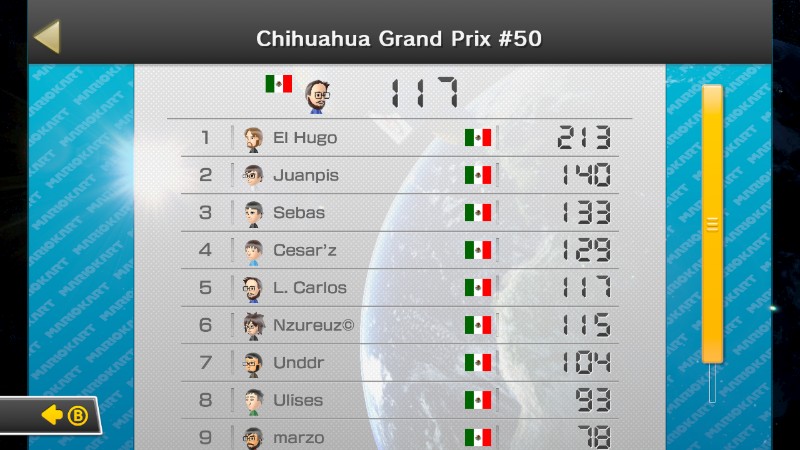 Chihuahua Grand Prix #50
117
1 El Hugo 213
2 Juanpis 140
3 Sebas 133
4 Cesar'z 129
5 L. Carlos 117
6 Nzureuz© 115
7 Unddr 104
8 Ulises 93
9 marzo 78
B
MARIOKART